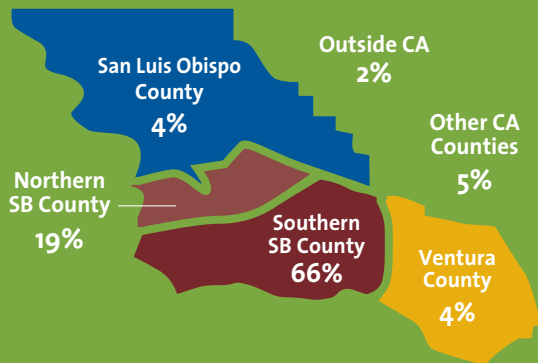 San Luis Obispo
County
4%
Outside CA
2%
Other CA
Counties
5%
Northern
SB County
19%
Southern
SB County
66%
Ventura
County
4%